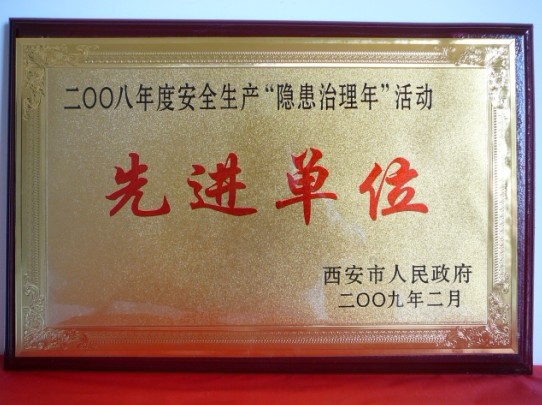 二〇〇八年度安全生产“隐患治理年”活动
先进单位
西安市人民政府
二〇〇九年二月